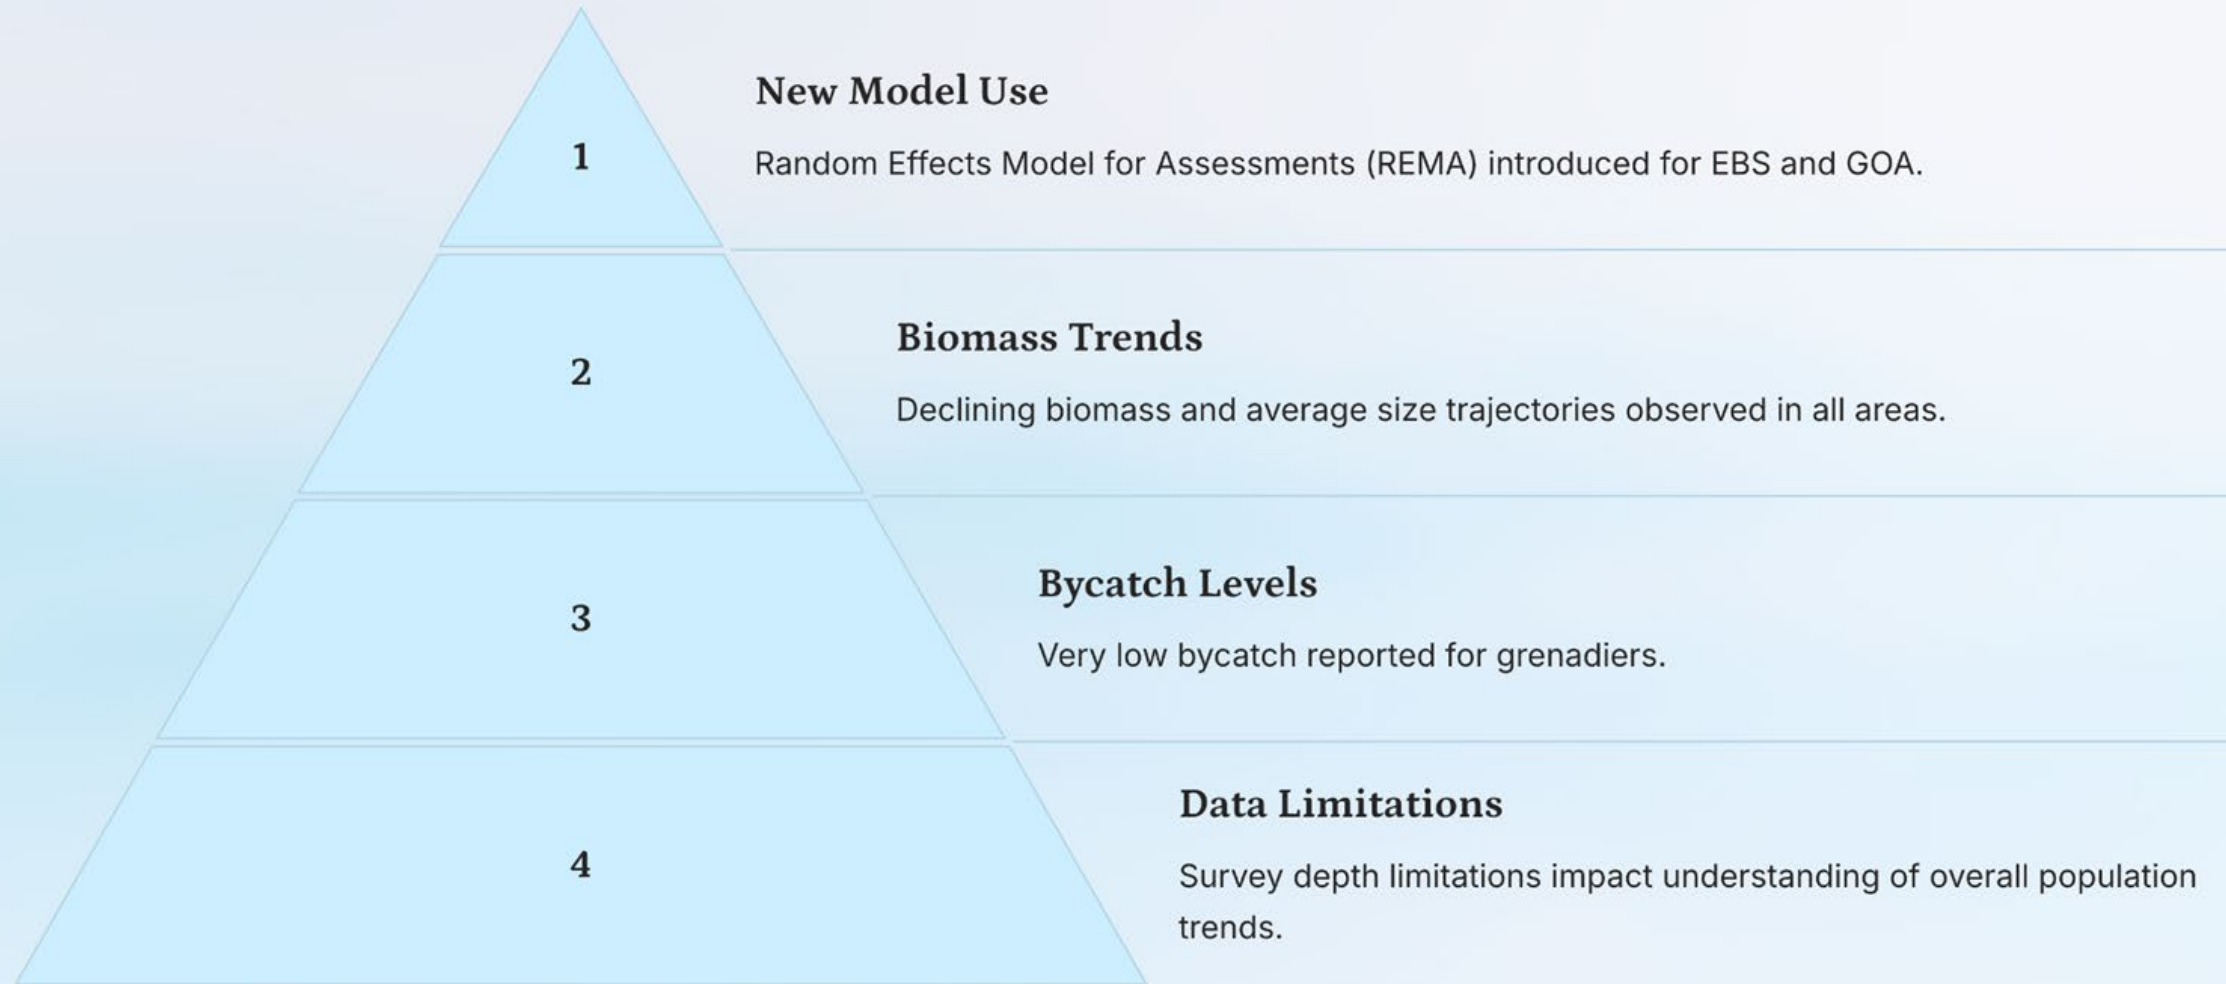 1
New Model Use
Random Effects Model for Assessments (REMA) introduced for EBS and GOA.
2
Biomass Trends
Declining biomass and average size trajectories observed in all areas.
3
Bycatch Levels
Very low bycatch reported for grenadiers.
4
Data Limitations
Survey depth limitations impact understanding of overall population
trends.